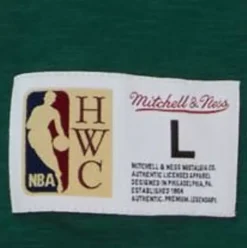 NBA
H
W
C
Mitchell & Ness
L
MITCHELL & NESS NOSTALGIA CO.
AUTHENTIC LICENSED APPAREL
DESIGNED IN PHILADELPHIA, PA.
ESTABLISHED 1904
AUTHENTIC. PREMIUM. LEGENDARY.